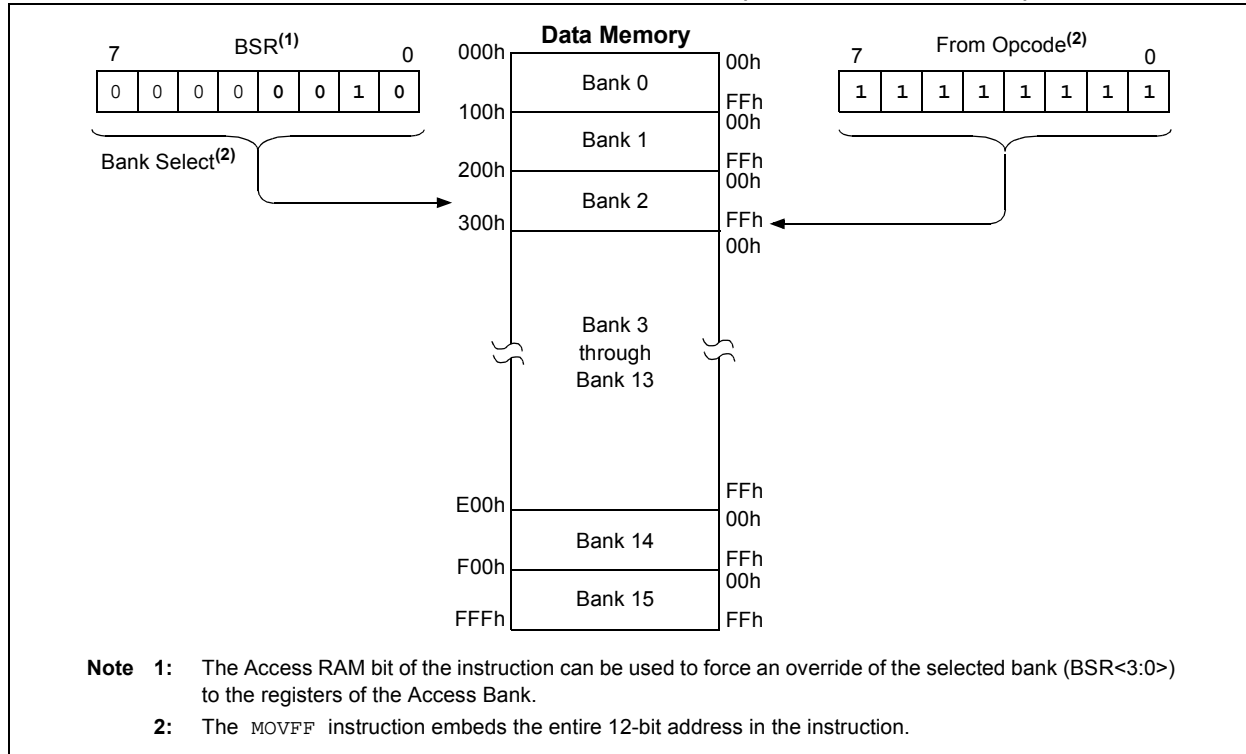 Data Memory
7 BSR(1) 0
0 0 0 0 0 0 1 0
Bank Select(2)
7 From Opcode(2) 0
1 1 1 1 1 1 1 1
000h
Bank 0
00h
FFh
100h
Bank 1
00h
FFh
200h
Bank 2
00h
FFh
300h
00h
Bank 3
through
Bank 13
FFh
E00h
Bank 14
00h
FFh
F00h
Bank 15
00h
FFFh
FFh
Note 1: The Access RAM bit of the instruction can be used to force an override of the selected bank (BSR<3:0>)
to the registers of the Access Bank.
2: The MOVFF instruction embeds the entire 12-bit address in the instruction.